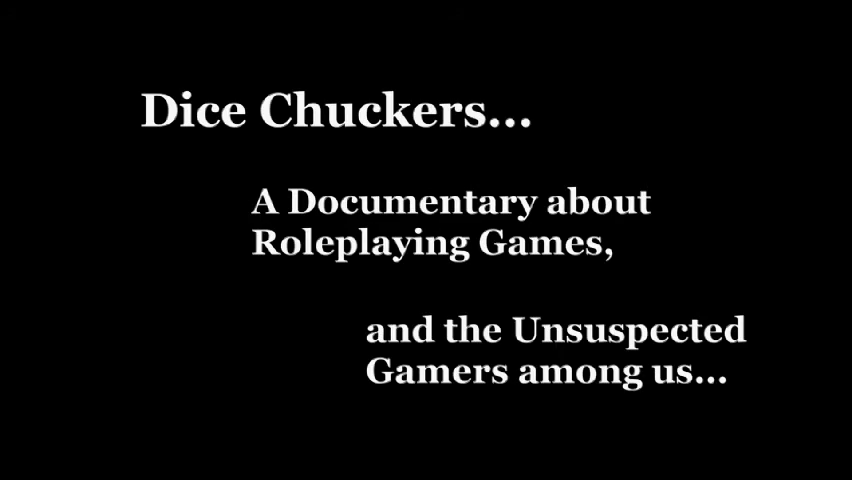 Dice Chuckers...
A Documentary about
Roleplaying Games,
and the Unsuspected
Gamers among us...